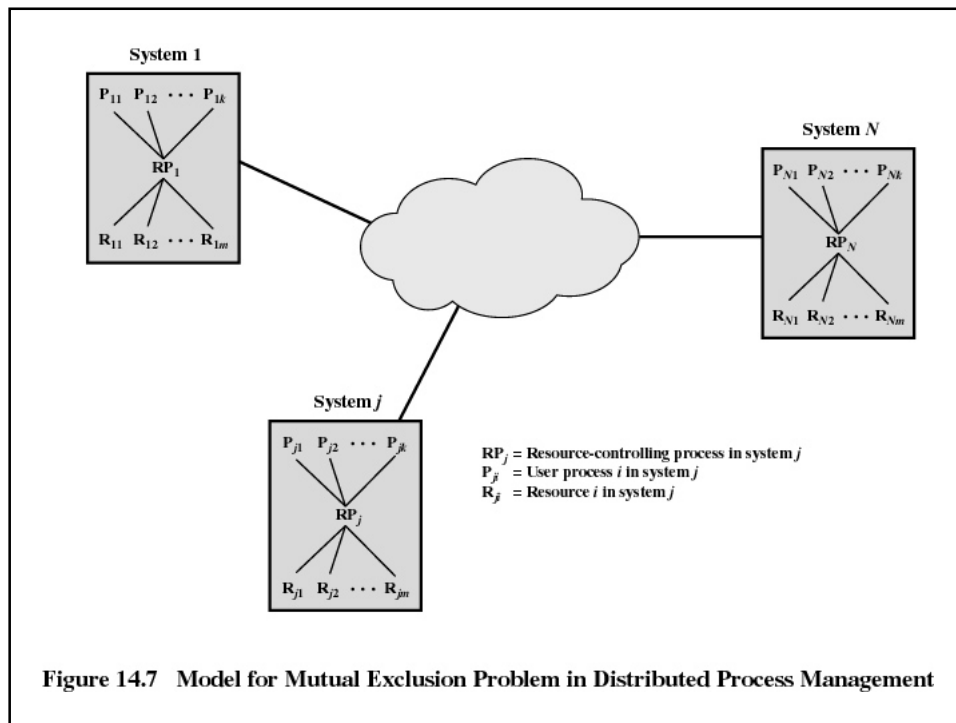 System 1
P11 P12 • • • P1k
RP1
R11 R12 • • • R1m
System N
PN1 PN2 • • • PNk
RPN
RN1 RN2 • • • RNm
System j
Pj1 Pj2 • • • Pjk
RPj
Rj1 Rj2 • • • Rjm
RPj = Resource-controlling process in system j
Pji = User process i in system j
Rji = Resource i in system j
Figure 14.7 Model for Mutual Exclusion Problem in Distributed Process Management